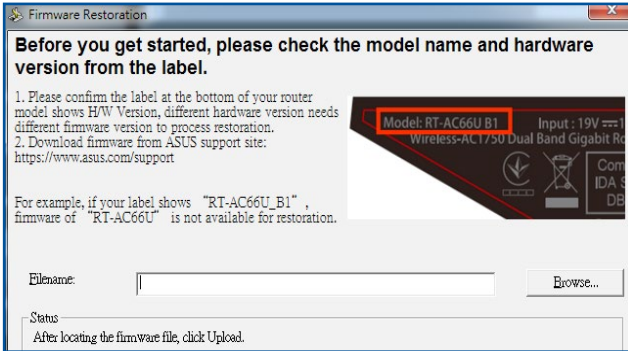 Firmware Restoration
Before you get started, please check the model name and hardware
version from the label.
1. Please confirm the label at the bottom of your router
model shows H/W Version, different hardware version needs
different firmware version to process restoration.
2. Download firmware from ASUS support site:
https://www.asus.com/support
For example, if your label shows “RT-AC66U_B1”,
firmware of “RT-AC66U” is not available for restoration.
Model: RT-AC66U B1 Input : 19V
Wireless-AC1750 Dual Band Gigabit
Com
IDA
DB
Filename:
Browse...
Status
After locating the firmware file, click Upload.